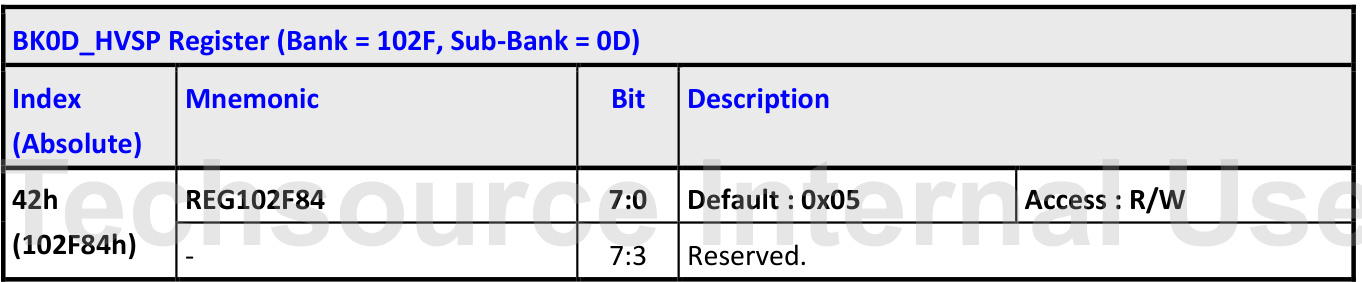 BK0D_HVSP Register (Bank = 102F, Sub-Bank = 0D)
Index (Absolute) Mnemonic Bit Description
42h (102F84h) REG102F84 7:0 Default : 0x05 Access : R/W
- 7:3 Reserved.
Techsource Internal Use